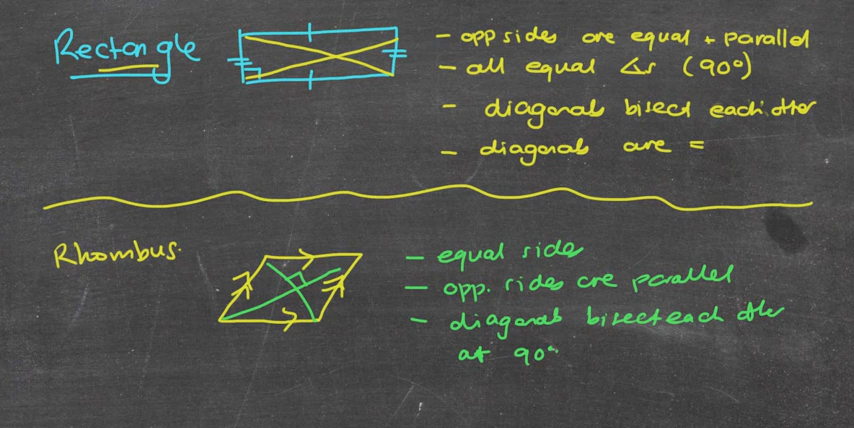 Rectangle
- opp sides are equal + parallel
- all equal ∠s (90°)
- diagonals bisect each other
- diagonals are =
Rhombus.
- equal sides
- opp. sides are parallel
- diagonals bisect each other
at 90°